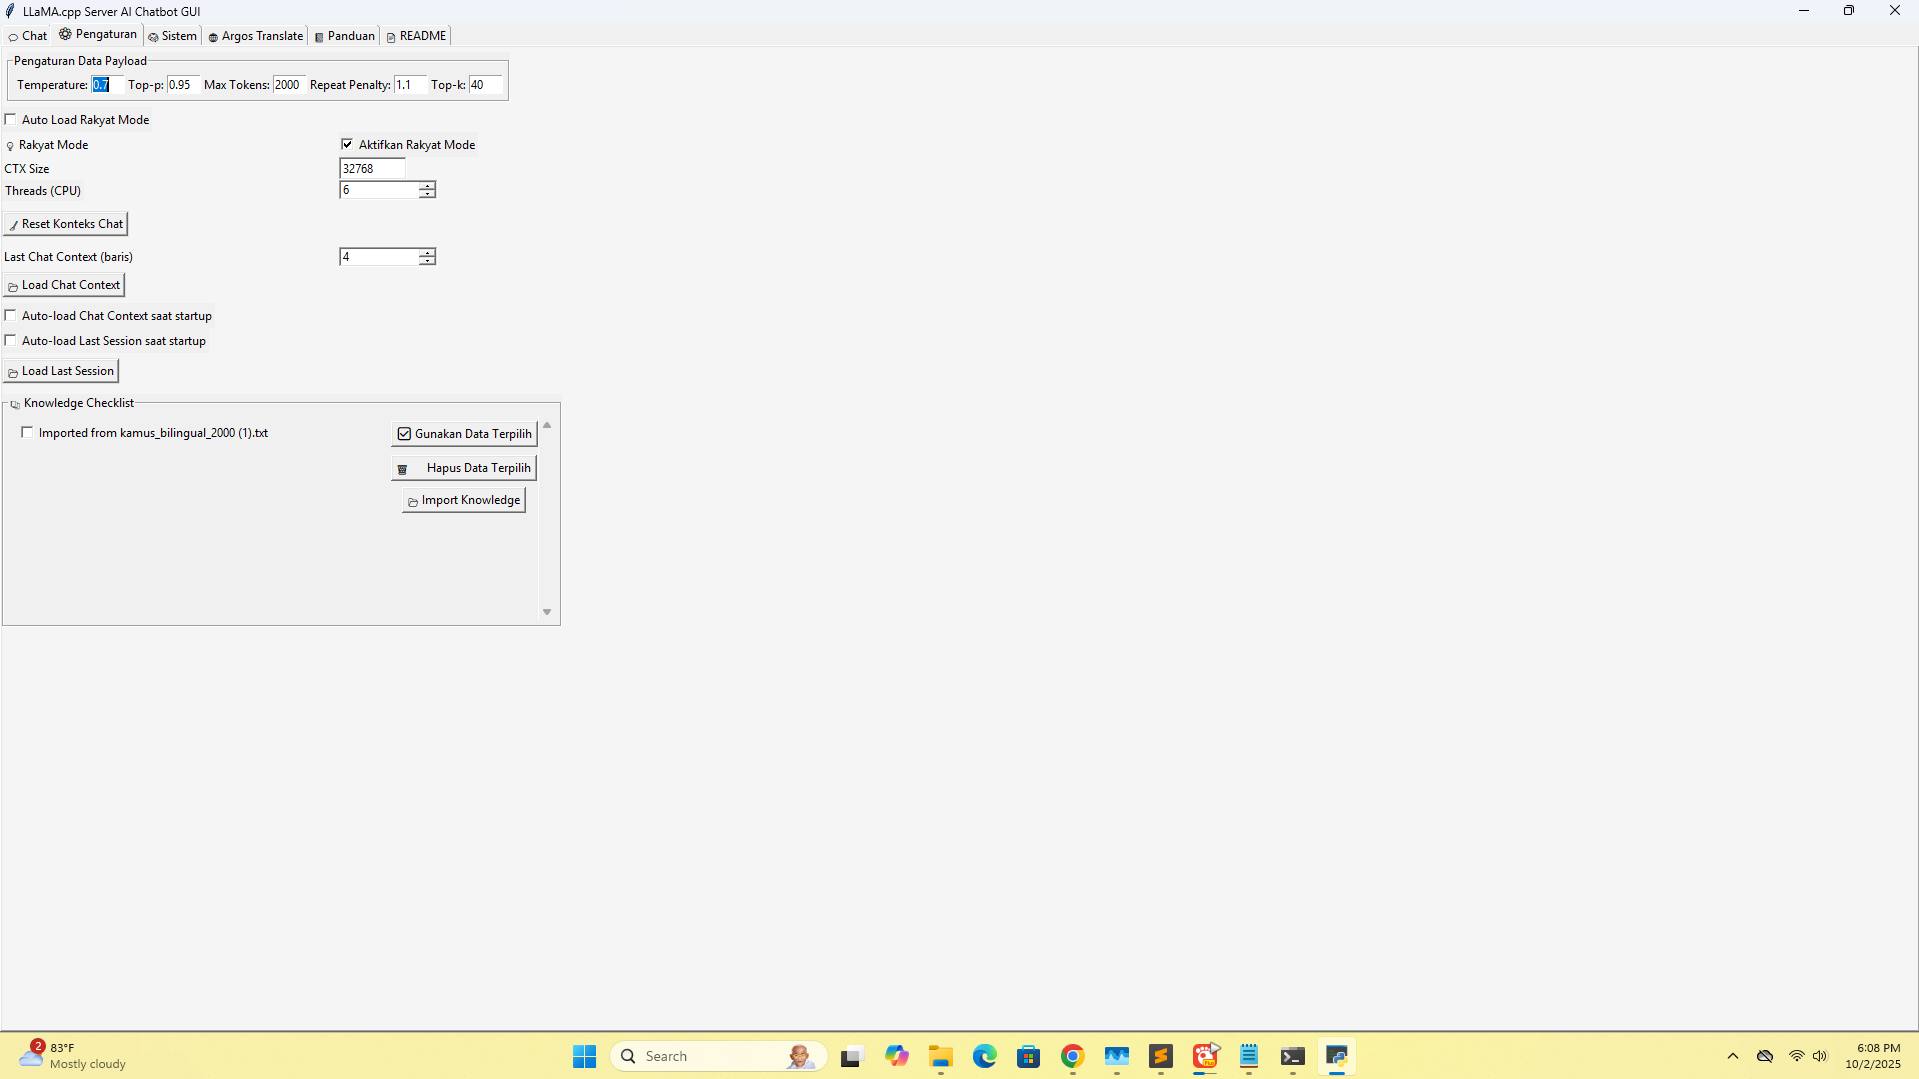 LLaMA.cpp Server AI Chatbot GUI
Chat Pengaturan Sistem Argos Translate Panduan README
Pengaturan Data Payload
Temperature: 0.7 Top-p: 0.95 Max Tokens: 2000 Repeat Penalty: 1.1 Top-k: 40
Auto Load Rakyat Mode
Rakyat Mode Aktifkan Rakyat Mode
CTX Size 32768
Threads (CPU) 6
Reset Konteks Chat
Last Chat Context (baris) 4
Load Chat Context
Auto-load Chat Context saat startup
Auto-load Last Session saat startup
Load Last Session
Knowledge Checklist
Imported from kamus_bilingual_2000 (1).txt Gunakan Data Terpilih
Hapus Data Terpilih
Import Knowledge
2 83°F
Mostly cloudy
Search
6:08 PM
10/2/2025